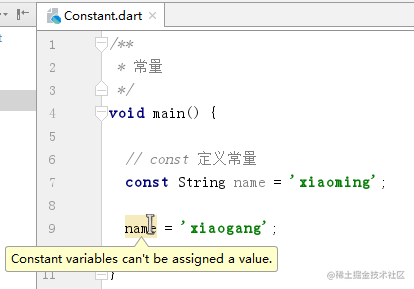 Constant.dart ×
1 /**
2 * 常量
3 */
4 void main() {
5
6 // const 定义常量
7 const String name = 'xiaoming';
8
9 name = 'xiaogang';
Constant variables can't be assigned a value.
11 }
@稀土掘金技术社区